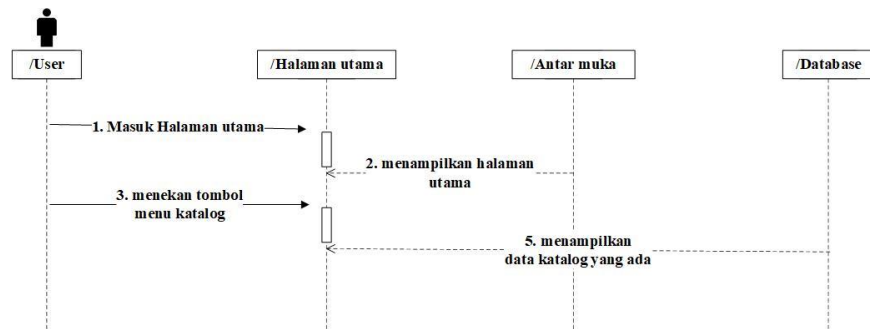 /User
/Halaman utama
/Antar muka
/Database
1. Masuk Halaman utama
2. menampilkan halaman
utama
3. menekan tombol
menu katalog
5. menampilkan
data katalog yang ada